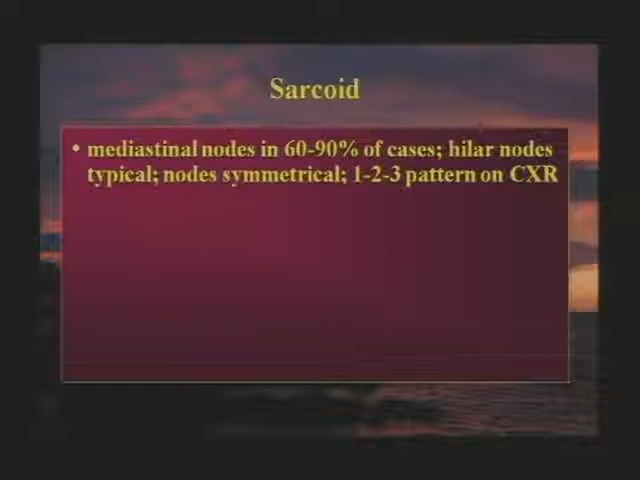 Sarcoid
• mediastinal nodes in 60-90% of cases; hilar nodes
typical; nodes symmetrical; 1-2-3 pattern on CXR